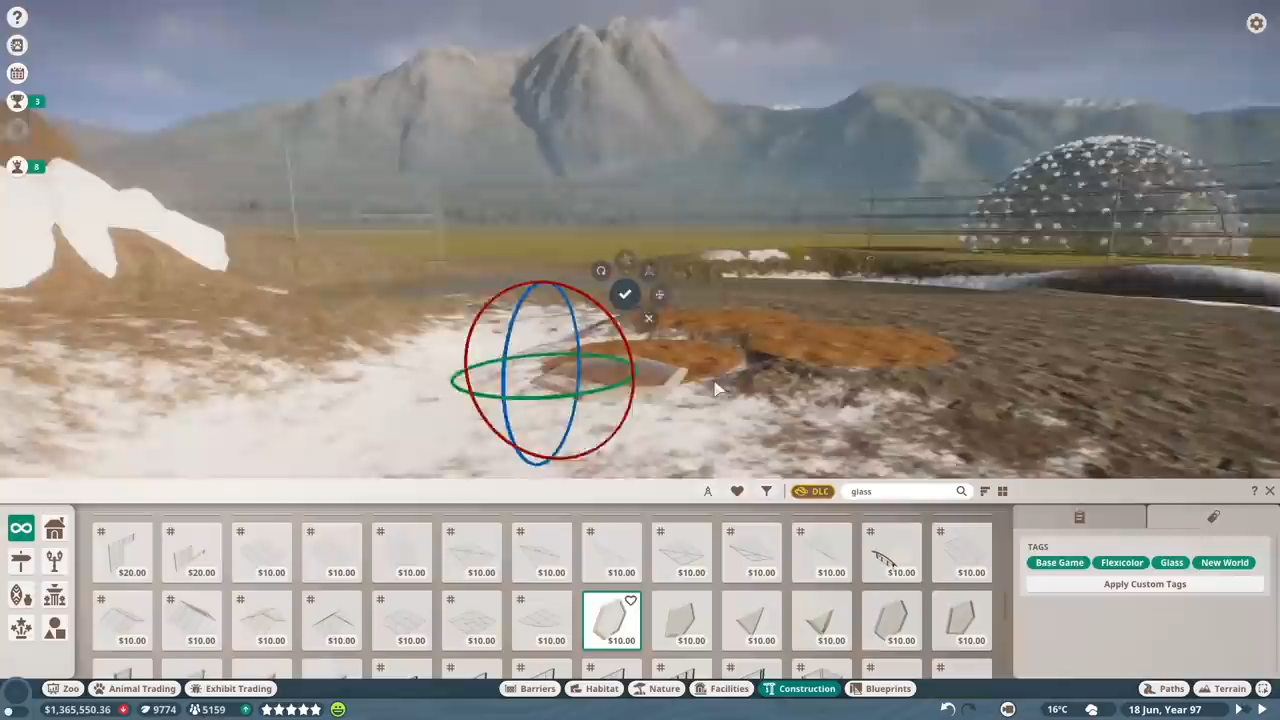 ?
3
8
DLC
glass
?
$20.00 $20.00 $10.00 $10.00 $10.00 $10.00 $10.00 $10.00 $10.00 $10.00 $10.00 $10.00 $10.00
$10.00 $10.00 $10.00 $10.00 $10.00 $10.00 $10.00 $10.00 $10.00 $10.00 $10.00 $10.00 $10.00
TAGS
Base Game Flexicolor Glass New World
Apply Custom Tags
Zoo Animal Trading Exhibit Trading Barriers Habitat Nature Facilities Construction Blueprints Paths Terrain
$1,365,550.36 9774 5159 16°C 18 Jun, Year 97